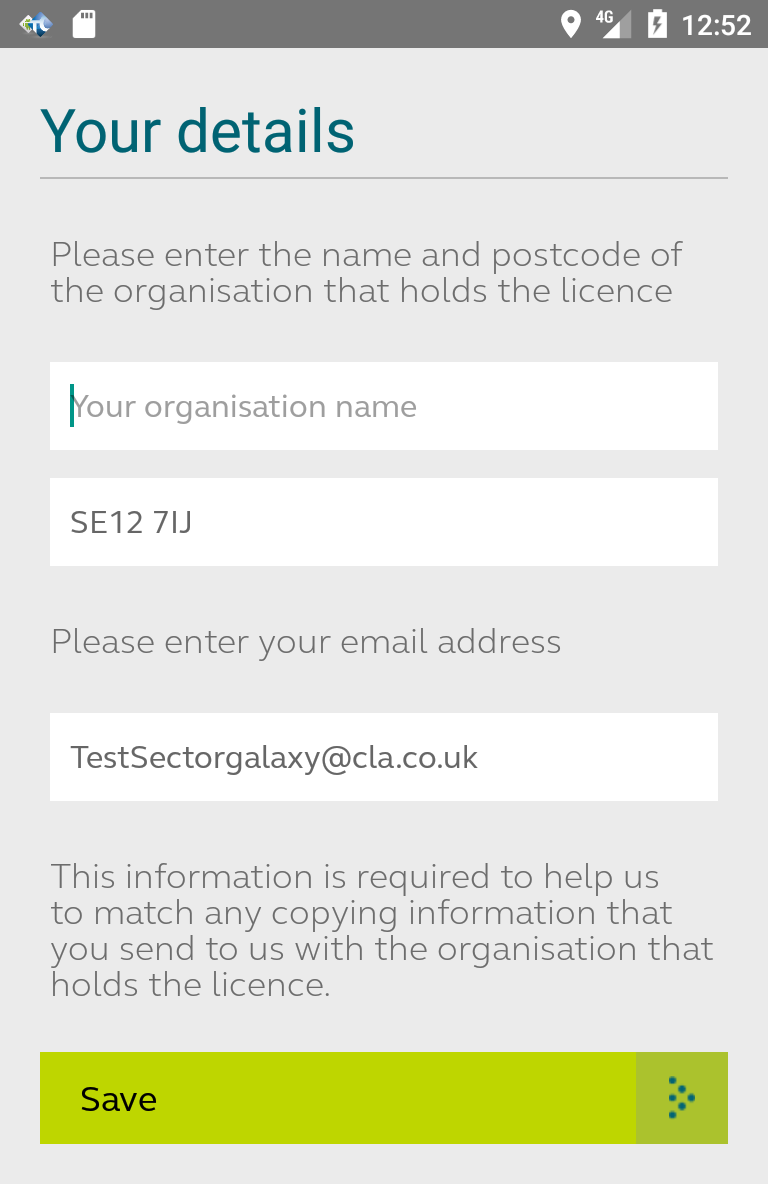 4G 12:52
Your details
Please enter the name and postcode of
the organisation that holds the licence
Your organisation name
SE12 7IJ
Please enter your email address
TestSectorgalaxy@cla.co.uk
This information is required to help us
to match any copying information that
you send to us with the organisation that
holds the licence.
Save